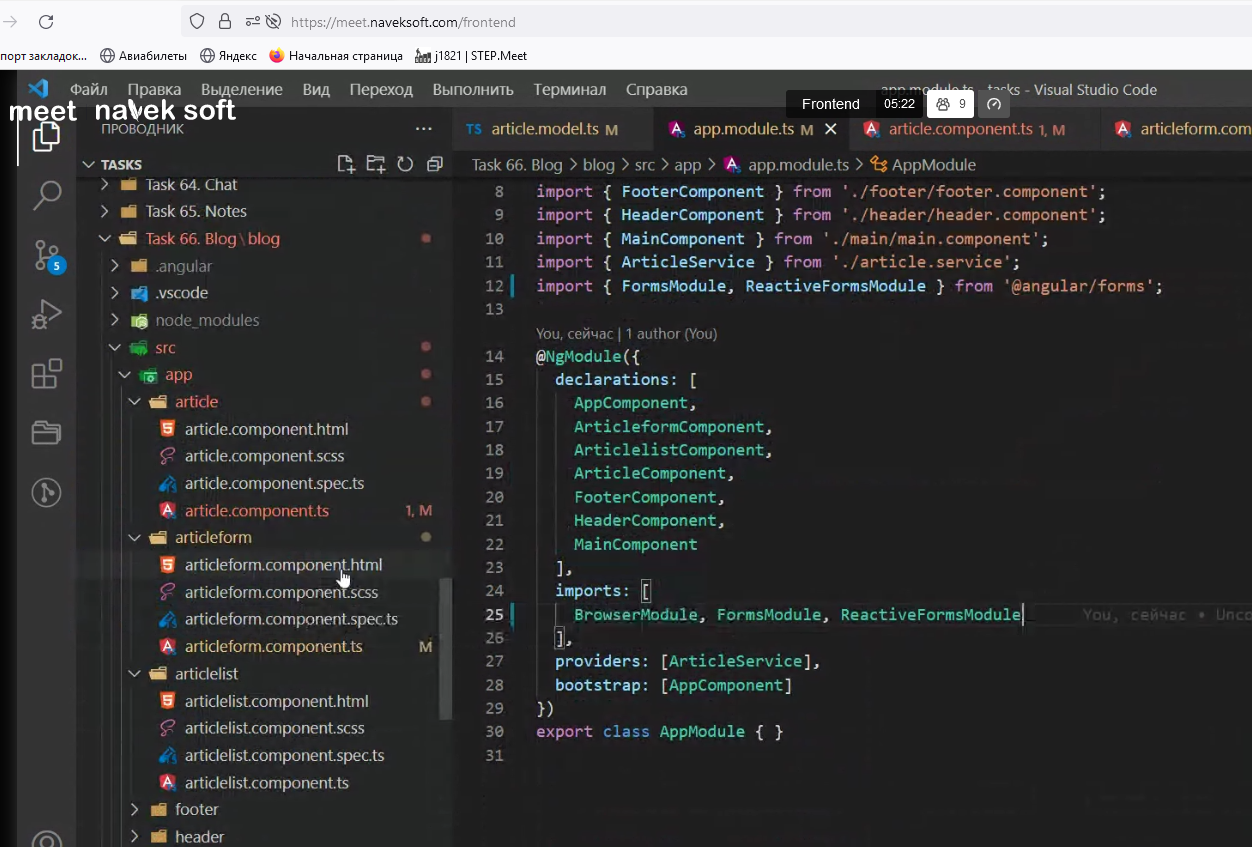 https://meet.naveksoft.com/frontend
порт закладок... Авиабилеты Яндекс Начальная страница j1821 | STEP.Meet
Файл Правка Выделение Вид Переход Выполнить Терминал Справка app.module.ts - tasks - Visual Studio Code
meet navek soft
Frontend 05:22 9
ПРОВОДНИК
article.model.ts M app.module.ts M article.component.ts 1, M articleform.com
TASKS
Task 66. Blog > blog > src > app > app.module.ts > AppModule
Task 64. Chat
Task 65. Notes
Task 66. Blog\blog
.angular
.vscode
node_modules
src
app
article
article.component.html
article.component.scss
article.component.spec.ts
article.component.ts 1, M
articleform
articleform.component.html
articleform.component.scss
articleform.component.spec.ts
articleform.component.ts M
articlelist
articlelist.component.html
articlelist.component.scss
articlelist.component.spec.ts
articlelist.component.ts
footer
header
5
8 import { FooterComponent } from './footer/footer.component';
9 import { HeaderComponent } from './header/header.component';
10 import { MainComponent } from './main/main.component';
11 import { ArticleService } from './article.service';
12 import { FormsModule, ReactiveFormsModule } from '@angular/forms';
13
You, сейчас | 1 author (You)
14 @NgModule({
15 declarations: [
16 AppComponent,
17 ArticleformComponent,
18 ArticlelistComponent,
19 ArticleComponent,
20 FooterComponent,
21 HeaderComponent,
22 MainComponent
23 ],
24 imports: [
25 BrowserModule, FormsModule, ReactiveFormsModule You, сейчас • Unco
26 ],
27 providers: [ArticleService],
28 bootstrap: [AppComponent]
29 })
30 export class AppModule { }
31